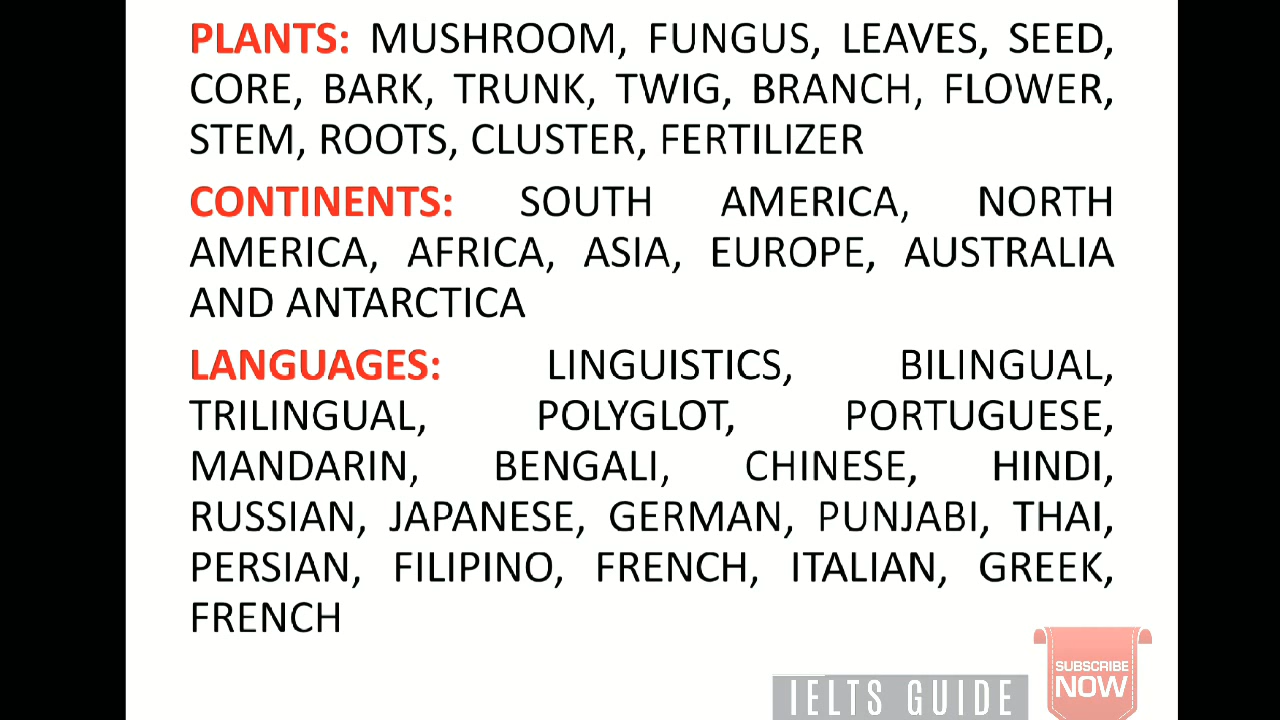 PLANTS: MUSHROOM, FUNGUS, LEAVES, SEED,
CORE, BARK, TRUNK, TWIG, BRANCH, FLOWER,
STEM, ROOTS, CLUSTER, FERTILIZER
CONTINENTS: SOUTH AMERICA, NORTH
AMERICA, AFRICA, ASIA, EUROPE, AUSTRALIA
AND ANTARCTICA
LANGUAGES: LINGUISTICS, BILINGUAL,
TRILINGUAL, POLYGLOT, PORTUGUESE,
MANDARIN, BENGALI, CHINESE, HINDI,
RUSSIAN, JAPANESE, GERMAN, PUNJABI, THAI,
PERSIAN, FILIPINO, FRENCH, ITALIAN, GREEK,
FRENCH
IELTS GUIDE
SUBSCRIBE
NOW